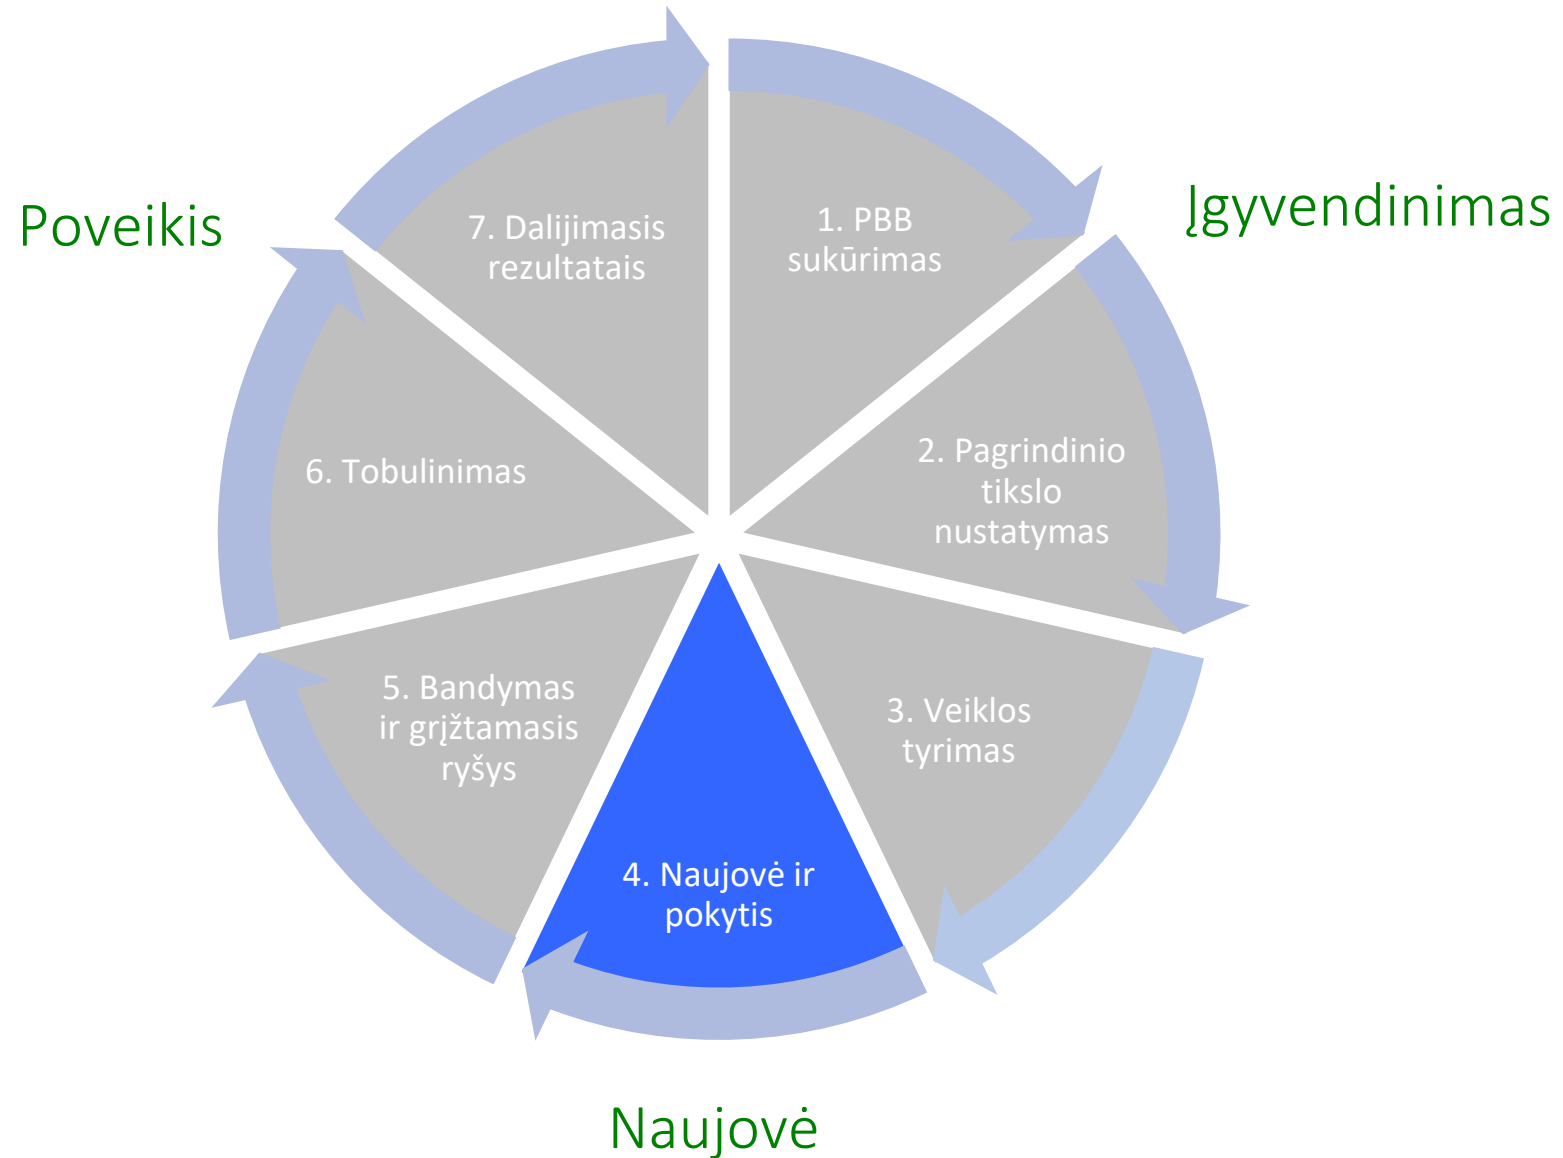 Poveikis
Įgyvendinimas
7. Dalijimasis
rezultatais
1. PBB
sukūrimas
6. Tobulinimas
2. Pagrindinio
tikslo
nustatymas
5. Bandymas
ir grįžtamasis
ryšys
3. Veiklos
tyrimas
4. Naujovė ir
pokytis
Naujovė